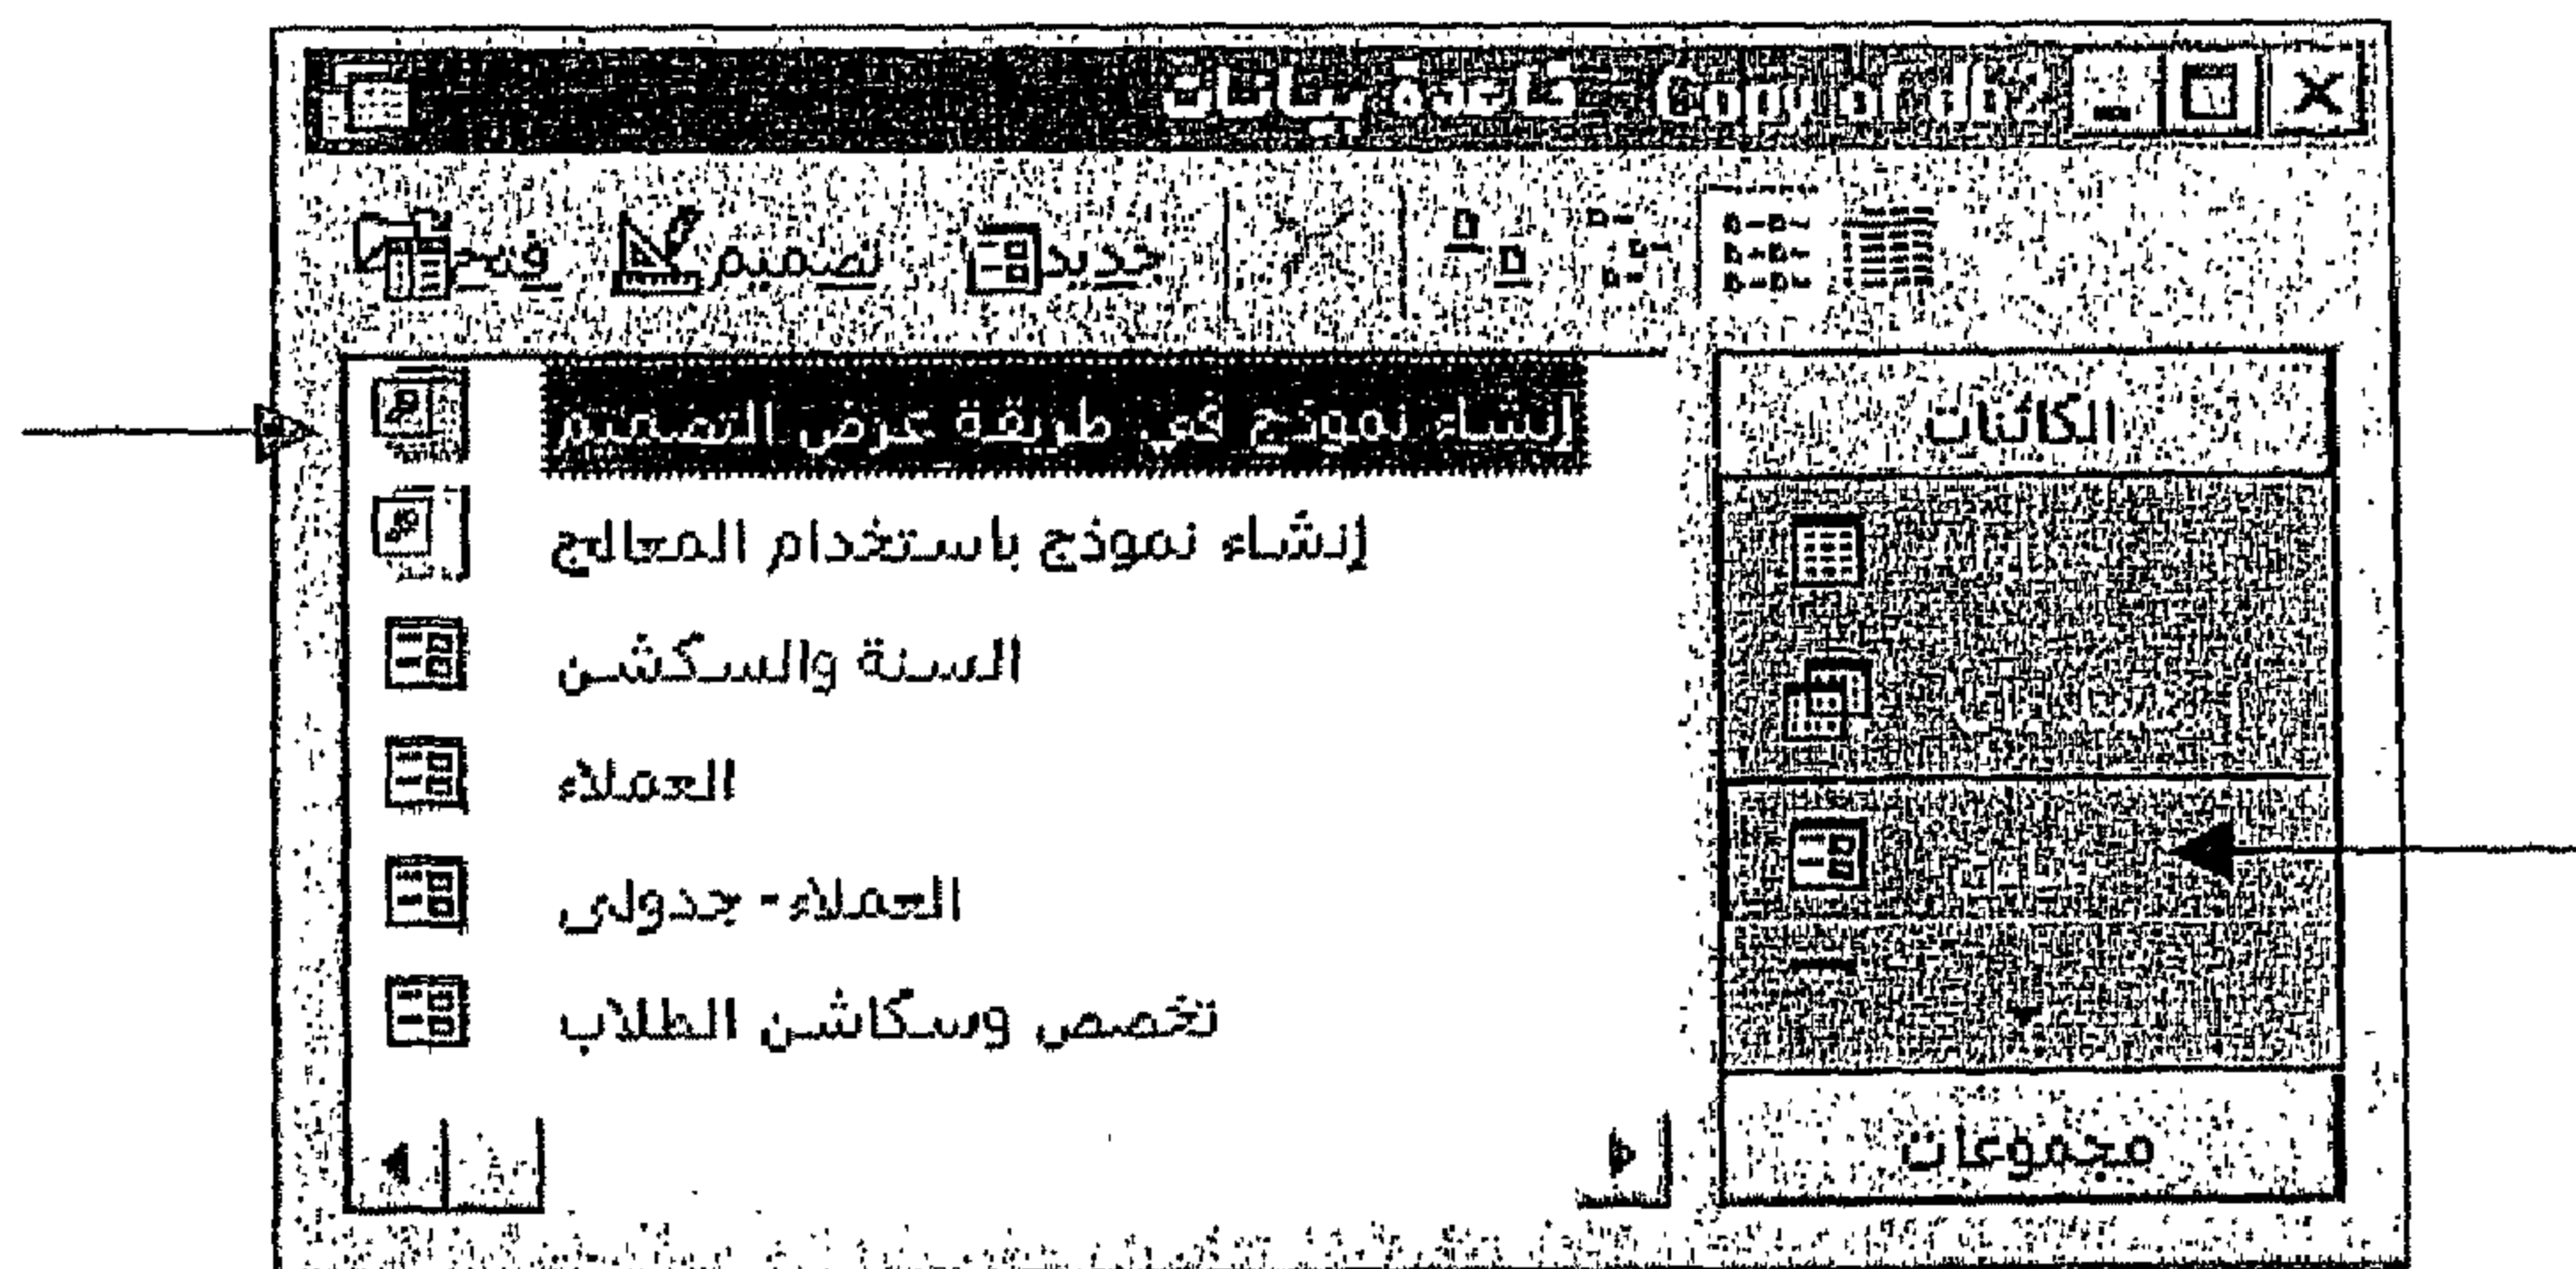 Copy of db2 : قاعدة بيانات
فتح تصميم جديد
الكائنات
إنشاء نموذج في طريقة عرض التصميم
إنشاء نموذج باستخدام المعالج
السنة والسكشن
العملاء
العملاء - جدولى
تخصص وسكاشن الطلاب
مجموعات